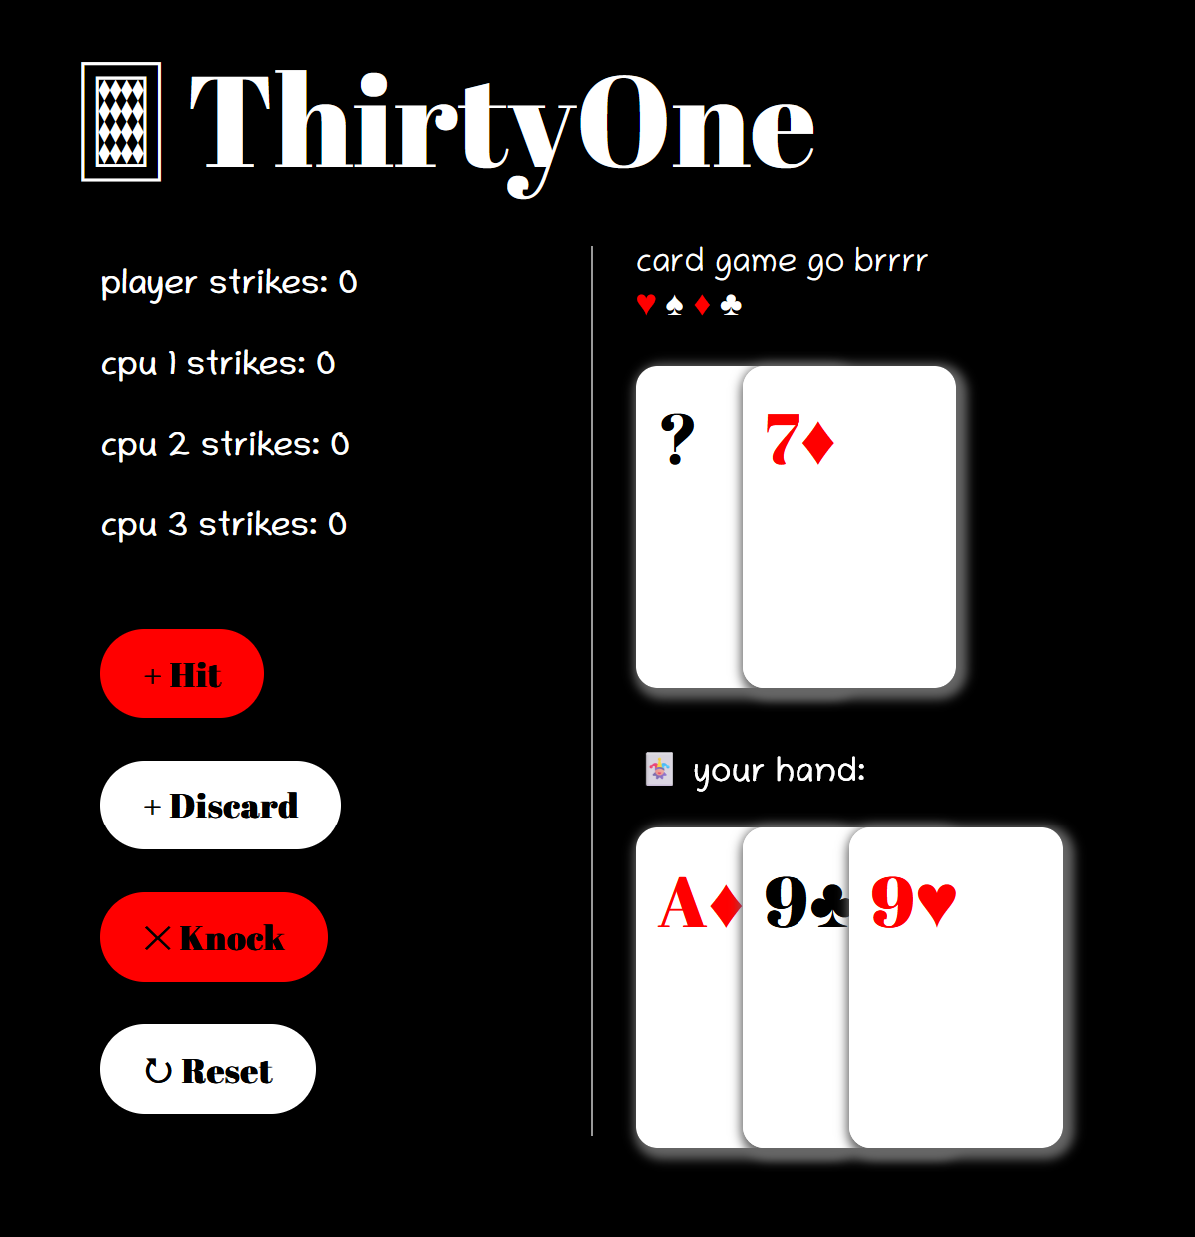 ThirtyOne
player strikes: 0
cpu 1 strikes: 0
cpu 2 strikes: 0
cpu 3 strikes: 0
+ Hit
+ Discard
× Knock
↻ Reset
card game go brrrr
♥ ♠ ♦ ♣
? 7♦
🃏 your hand:
A♦ 9♣ 9♥